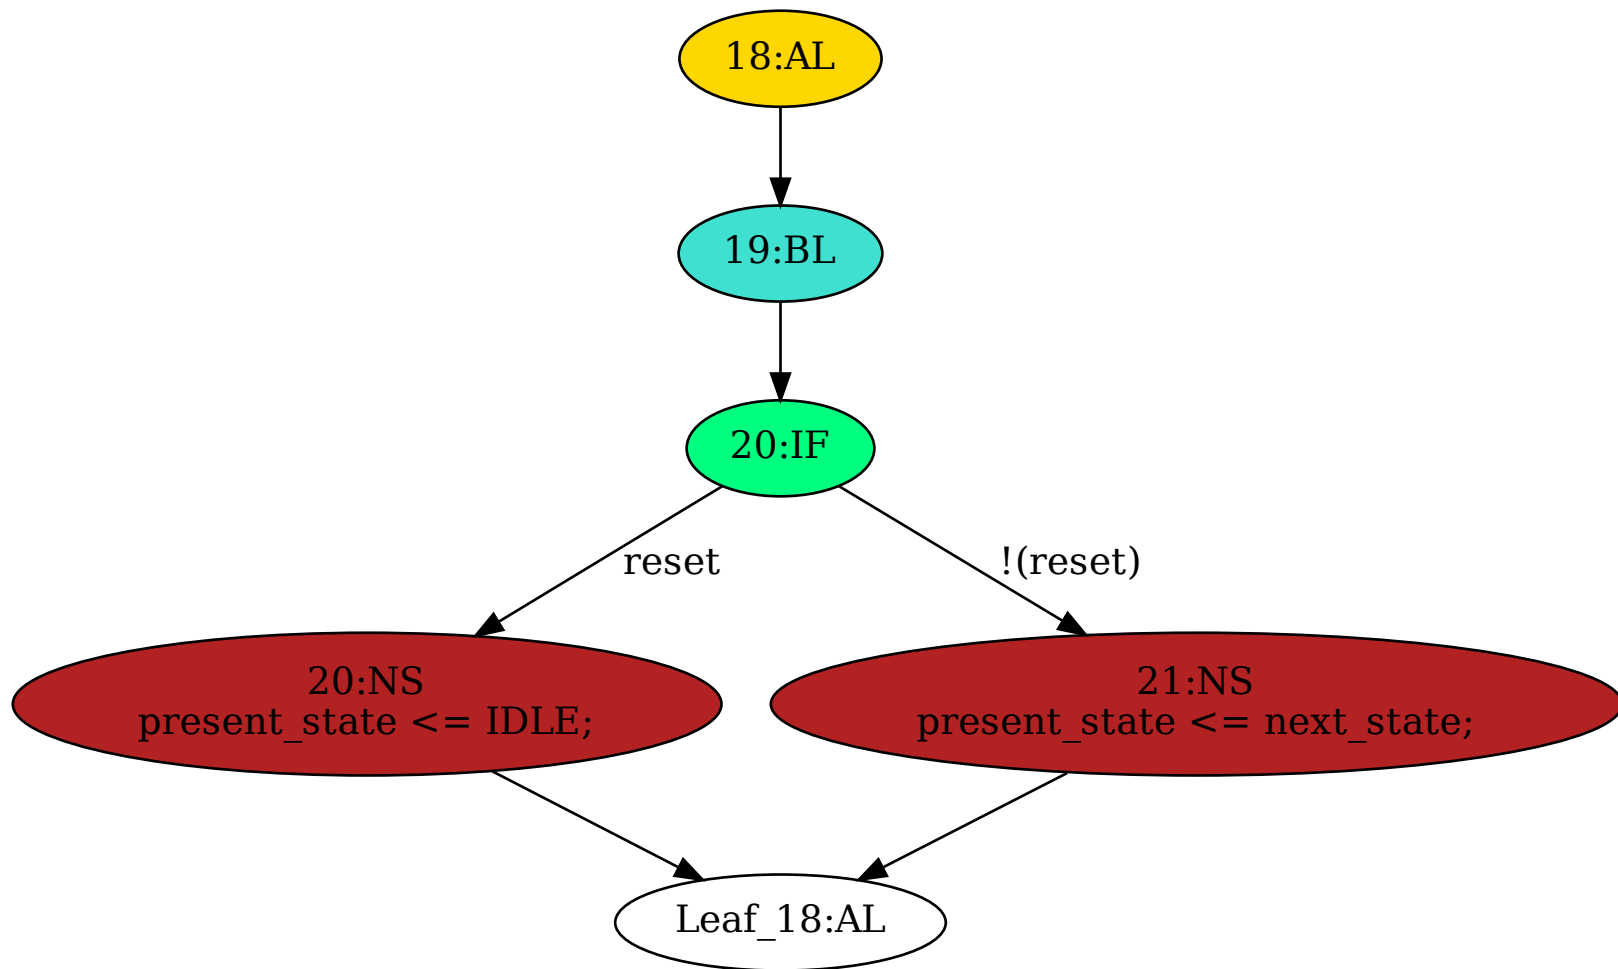 18:AL
19:BL
20:IF
reset
!(reset)
20:NS
present_state <= IDLE;
21:NS
present_state <= next_state;
Leaf_18:AL